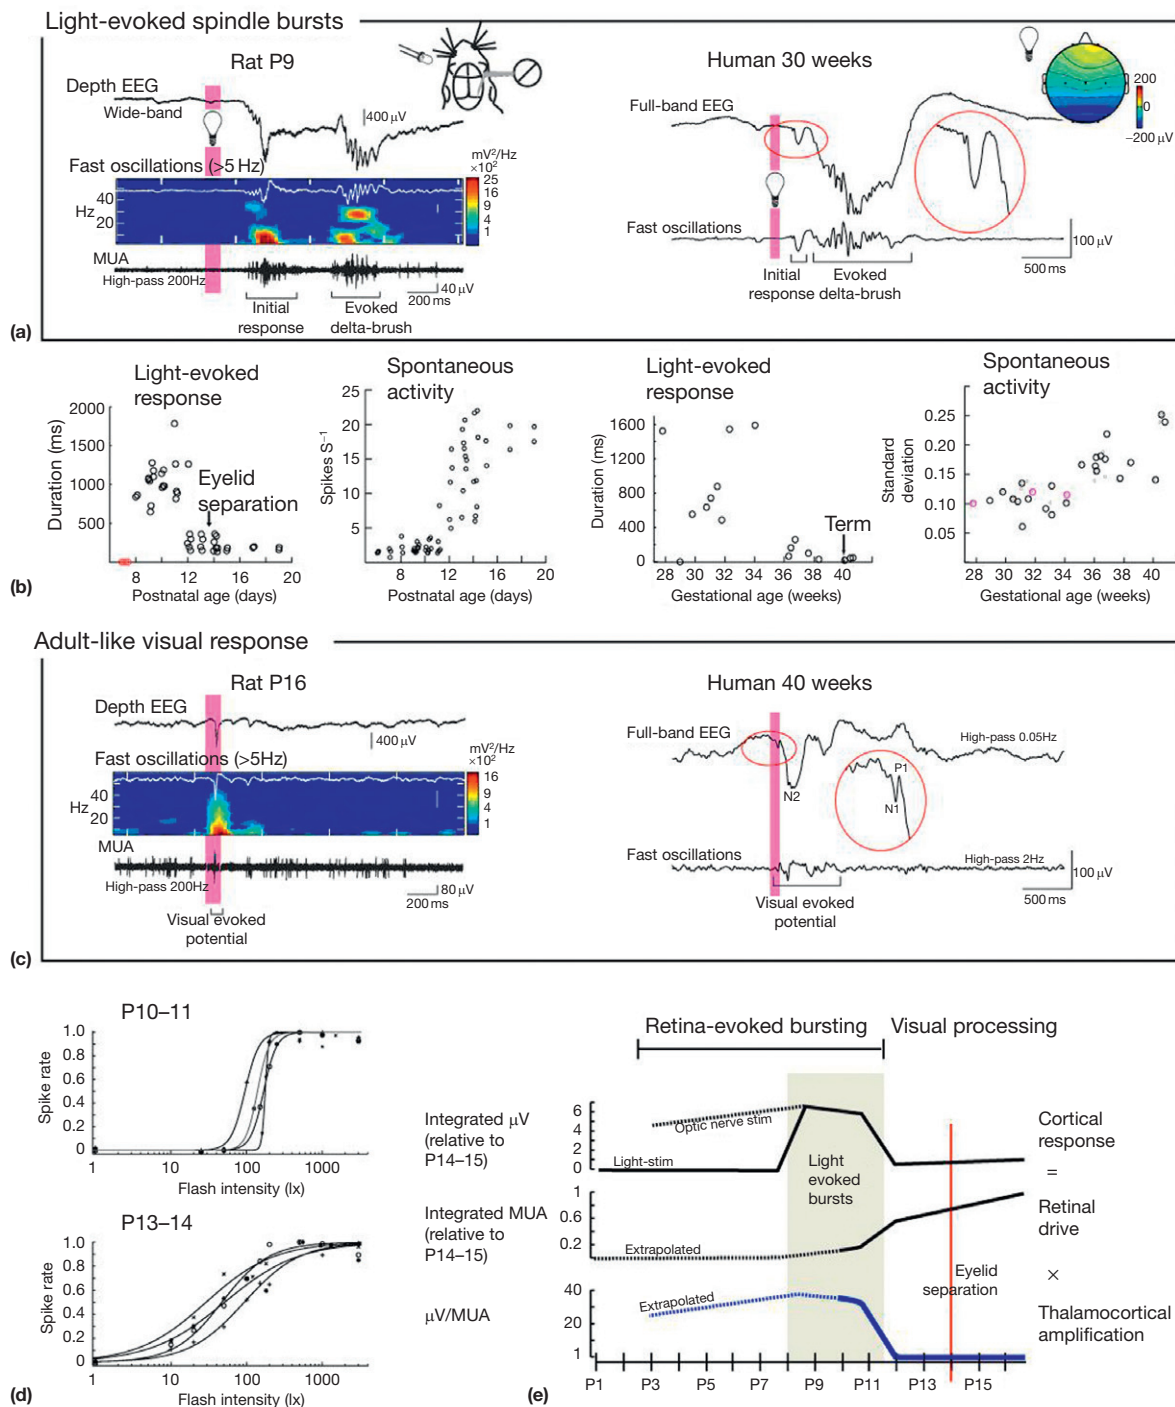 Light-evoked spindle bursts
Rat P9
Depth EEG
Wide-band
400 μV
Fast oscillations (>5 Hz)
mV²/Hz
×10²
25
16
9
4
1
40
Hz
20
MUA
High-pass 200Hz
40 μV
200 ms
Initial
response
Evoked
delta-brush
Human 30 weeks
Full-band EEG
200
0
−200 μV
Fast oscillations
100 μV
500 ms
Initial
response
Evoked
delta-brush
(a)
Light-evoked
response
Duration (ms)
2000
1500
1000
500
Eyelid
separation
8 12 16 20
Postnatal age (days)
Spontaneous
activity
Spikes S⁻¹
25
20
15
10
5
0
8 12 16 20
Postnatal age (days)
Light-evoked
response
Duration (ms)
1600
1200
800
400
0
Term
28 32 36 40
Gestational age (weeks)
Spontaneous
activity
Standard
deviation
0.25
0.20
0.15
0.10
0.05
28 32 36 40
Gestational age (weeks)
(b)
Adult-like visual response
Rat P16
Depth EEG
400 μV
Fast oscillations (>5Hz)
mV²/Hz
×10²
16
9
4
1
40
Hz
20
MUA
High-pass 200Hz
80 μV
200 ms
Visual evoked
potential
Human 40 weeks
Full-band EEG
High-pass 0.05Hz
N2
P1
N1
Fast oscillations
High-pass 2Hz
100 μV
500 ms
Visual evoked
potential
(c)
P10–11
Spike rate
1.0
0.8
0.6
0.4
0.2
0
1 10 100 1000
Flash intensity (lx)
P13–14
Spike rate
1.0
0.8
0.6
0.4
0.2
0
1 10 100 1000
Flash intensity (lx)
(d)
Retina-evoked bursting
Visual processing
Integrated μV
(relative to
P14–15)
6
4
2
0
Optic nerve stim
Light-stim
Light
evoked
bursts
Cortical
response
=
Integrated MUA
(relative to
P14–15)
1
0.6
0.2
Extrapolated
Retinal
drive
Eyelid
separation
×
μV/MUA
40
20
1
Extrapolated
Thalamocortical
amplification
P1 P3 P5 P7 P9 P11 P13 P15
(e)